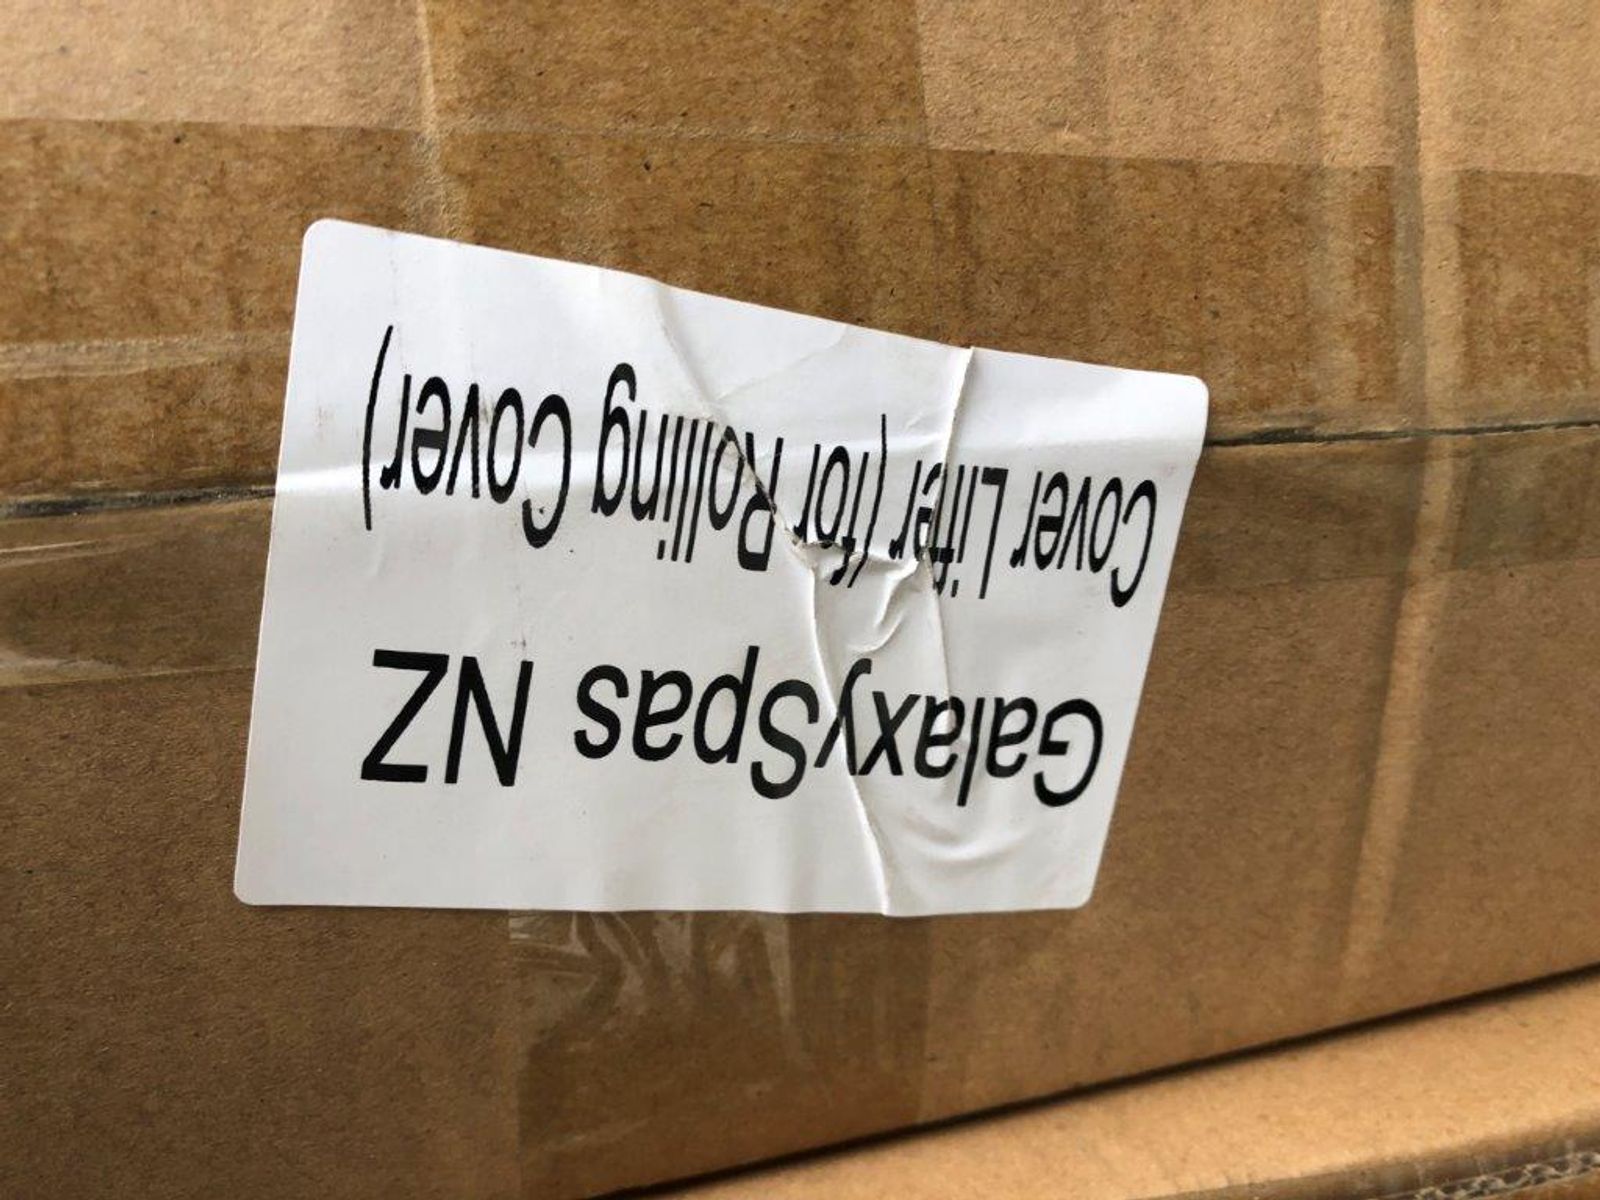 GalaxySpas NZ
Cover Lifter (for Rolling Cover)